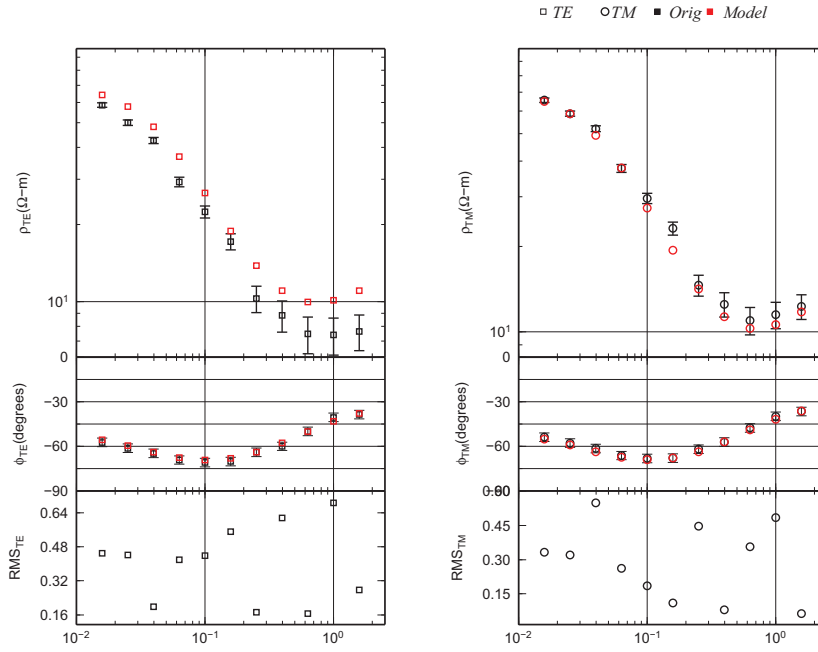 □ TE ○ TM ■ Orig ■ Model
ρTE(Ω−m)
10¹
0
ϕTE(degrees)
0
−30
−60
−90
RMSTE
0.64
0.48
0.32
0.16
10⁻² 10⁻¹ 10⁰
ρTM(Ω−m)
10¹
0
ϕTM(degrees)
−30
−60
RMSTM
0.45
0.30
0.15
10⁻² 10⁻¹ 10⁰